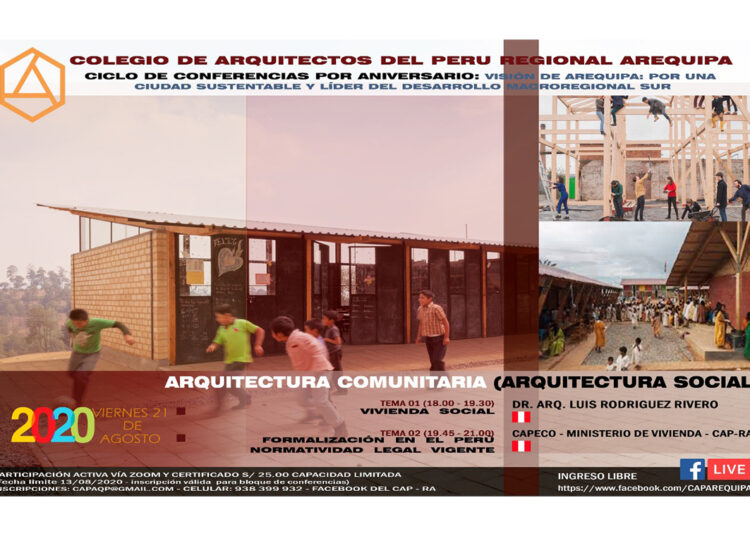 COLEGIO DE ARQUITECTOS DEL PERU REGIONAL AREQUIPA
CICLO DE CONFERENCIAS POR ANIVERSARIO: VISIÓN DE AREQUIPA: POR UNA
CIUDAD SUSTENTABLE Y LÍDER DEL DESARROLLO MACROREGIONAL SUR
ARQUITECTURA COMUNITARIA (ARQUITECTURA SOCIAL
2020
VIERNES 21
DE
AGOSTO
TEMA 01 (18.00 - 19.30)
VIVIENDA SOCIAL
DR. ARQ. LUIS RODRIGUEZ RIVERO
TEMA 02 (19.45 - 21.00)
FORMALIZACIÓN EN EL PERÚ
NORMATIVIDAD LEGAL VIGENTE
CAPECO - MINISTERIO DE VIVIENDA - CAP-RA
PARTICIPACIÓN ACTIVA VÍA ZOOM Y CERTIFICADO S/ 25.00 CAPACIDAD LIMITADA
(Fecha límite 13/08/2020 - inscripción válida para bloque de conferencias)
NSCRIPCIONES: CAPAQP@GMAIL.COM - CELULAR: 938 399 932 - FACEBOOK DEL CAP - RA
f LIVE
INGRESO LIBRE
https://www.facebook.com/CAPAREQUIPA